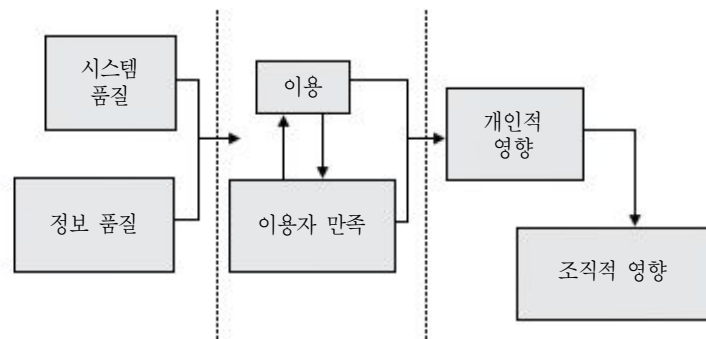 시스템
품질
정보 품질
이용
이용자 만족
개인적
영향
조직적 영향